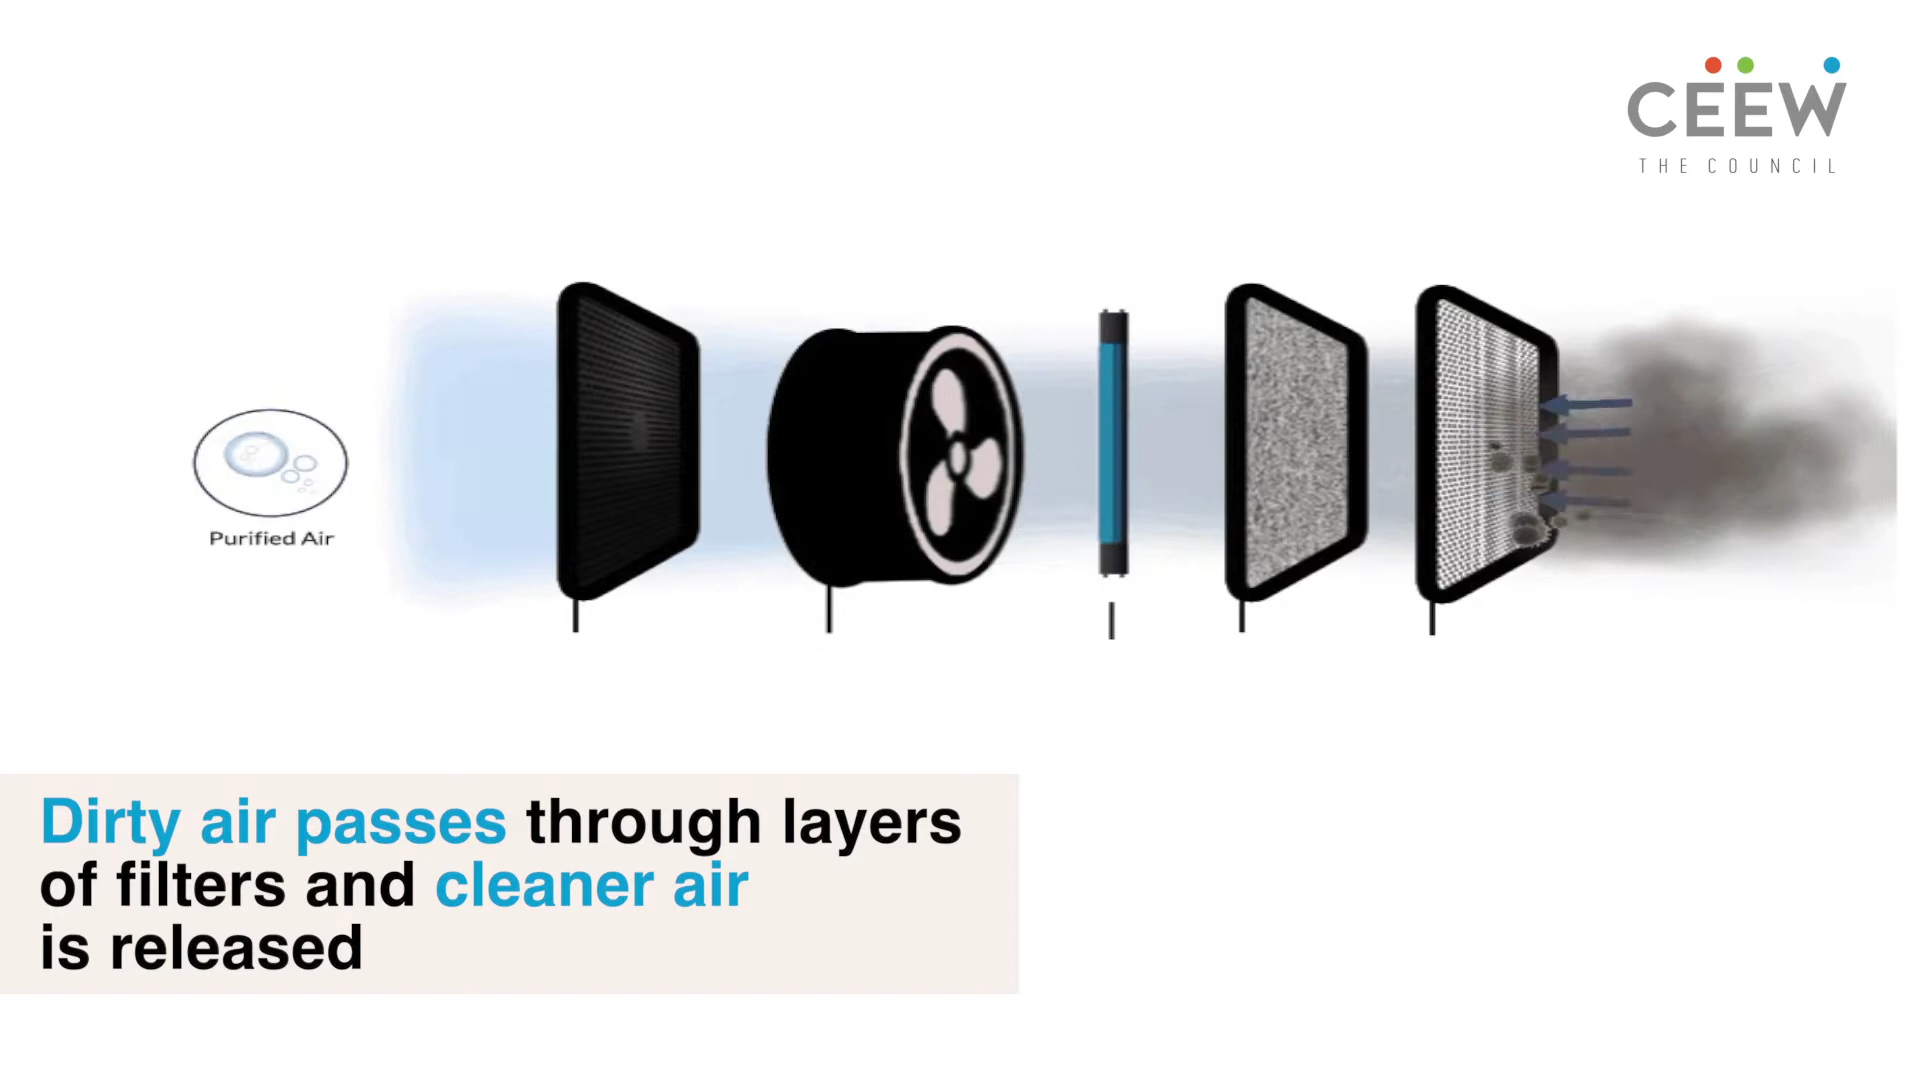 CEEW
THE COUNCIL
Purified Air
Dirty air passes through layers
of filters and cleaner air
is released